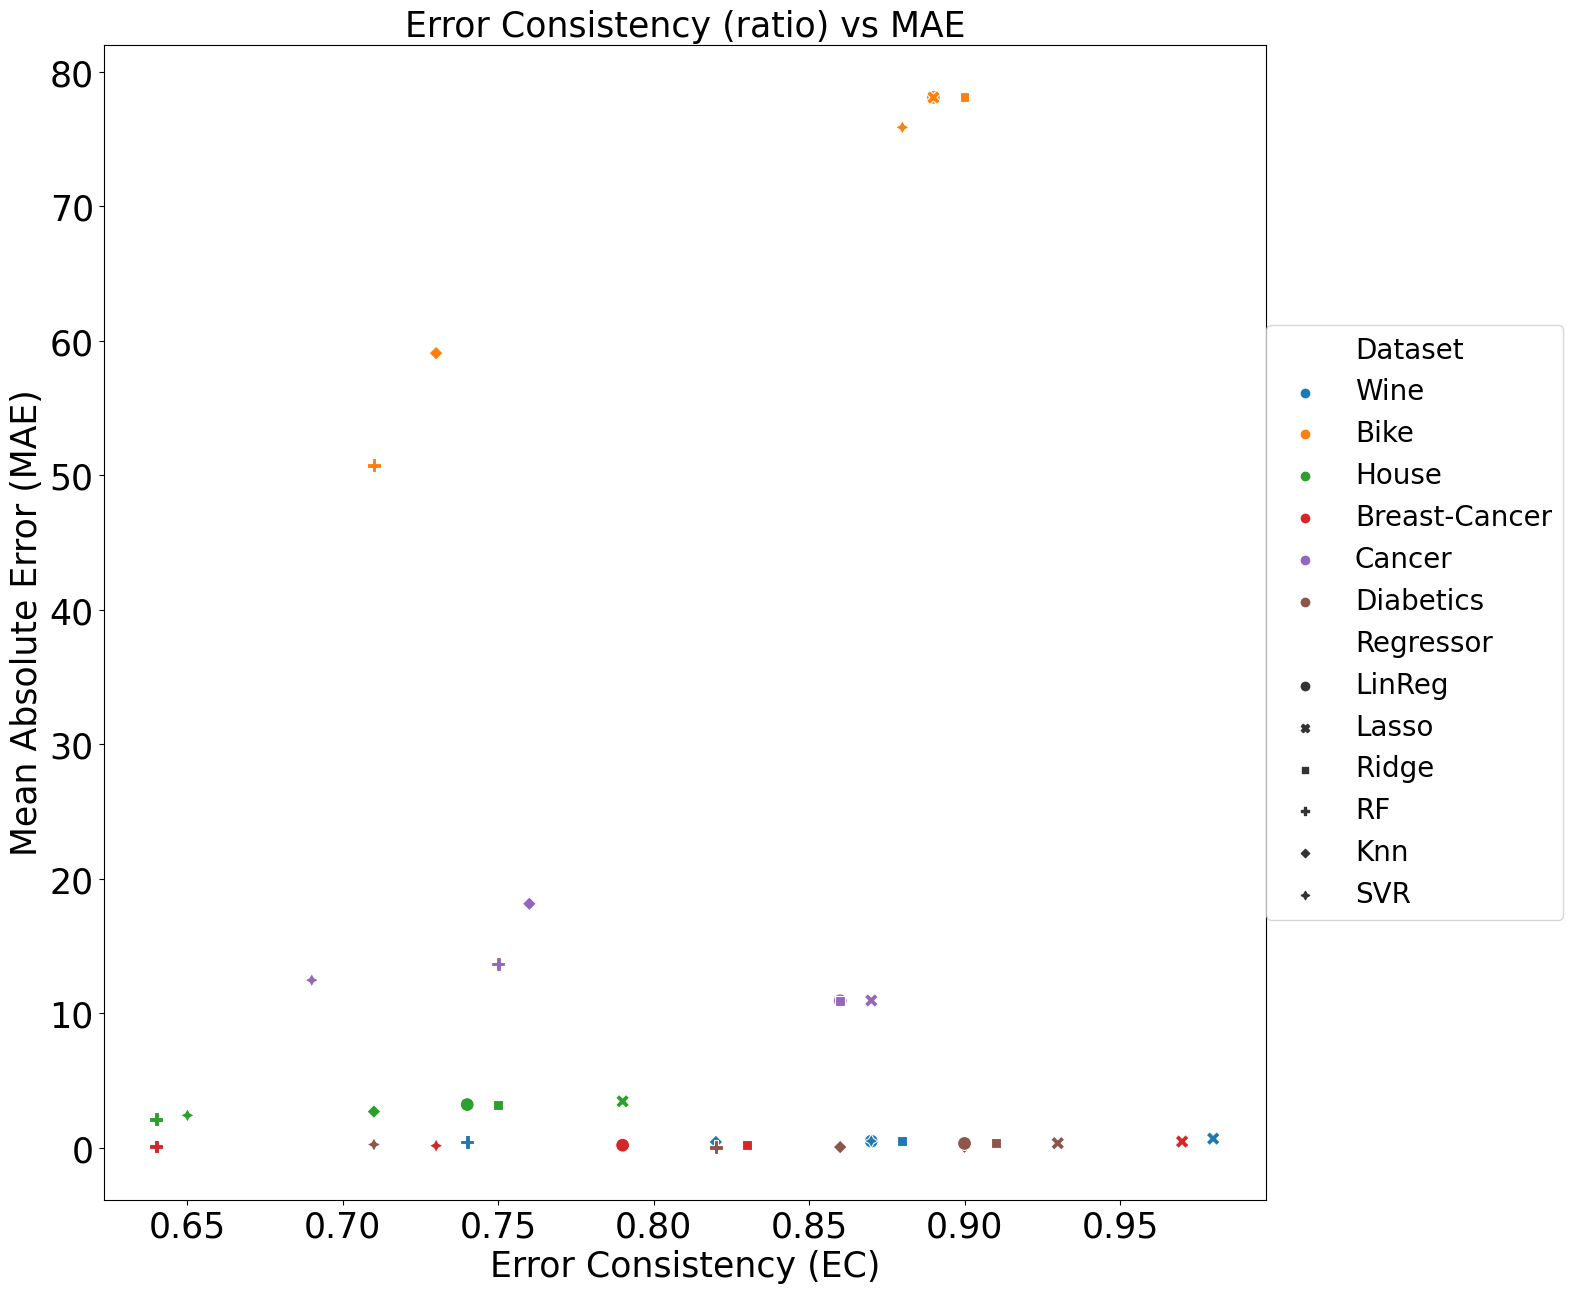 Error Consistency (ratio) vs MAE
80
70
60
50
40
30
20
10
0
Mean Absolute Error (MAE)
0.65 0.70 0.75 0.80 0.85 0.90 0.95
Error Consistency (EC)
Dataset
Wine
Bike
House
Breast-Cancer
Cancer
Diabetics
Regressor
LinReg
Lasso
Ridge
RF
Knn
SVR